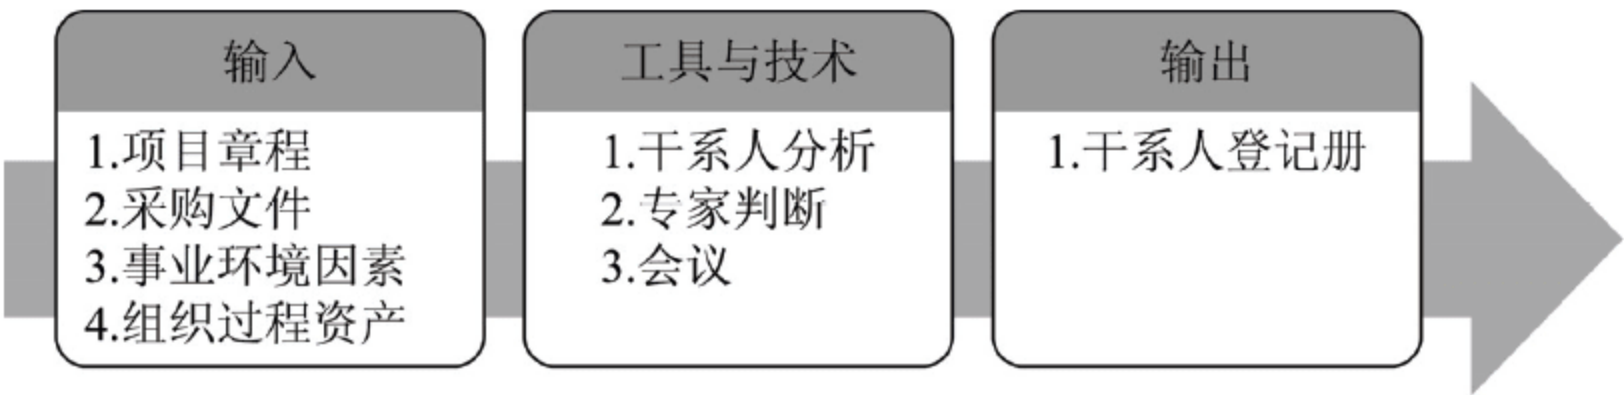 输入
1.项目章程
2.采购文件
3.事业环境因素
4.组织过程资产
工具与技术
1.干系人分析
2.专家判断
3.会议
输出
1.干系人登记册